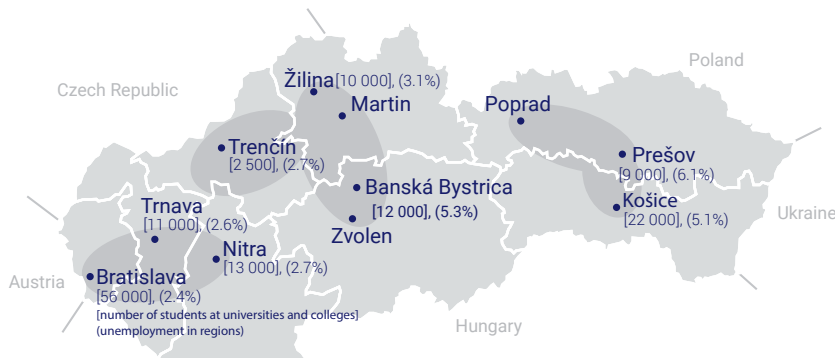 Poland
Czech Republic
Žilina [10 000], (3.1%)
Martin
Poprad
Trenčín
[2 500], (2.7%)
Prešov
[9 000], (6.1%)
Banská Bystrica
[12 000], (5.3%)
Košice
[22 000], (5.1%)
Ukraine
Trnava
[11 000], (2.6%)
Zvolen
Nitra
[13 000], (2.7%)
Austria
Bratislava
[56 000], (2.4%)
[number of students at universities and colleges]
(unemployment in regions)
Hungary